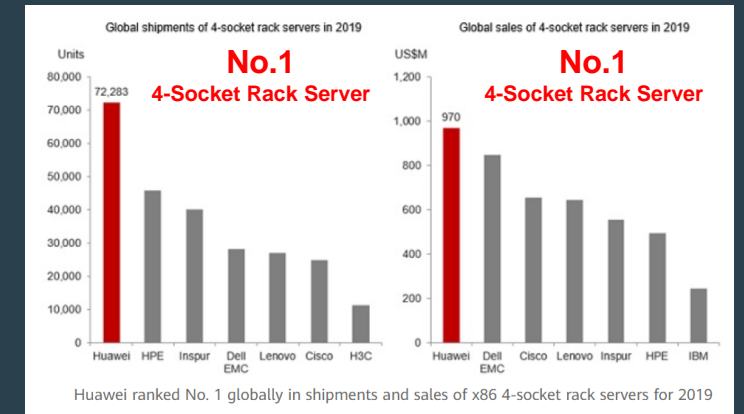 Global shipments of 4-socket rack servers in 2019
Units
No.1
4-Socket Rack Server
80,000
72,283
70,000
60,000
50,000
40,000
30,000
20,000
10,000
0
Huawei HPE Inspur Dell EMC Lenovo Cisco H3C
Global sales of 4-socket rack servers in 2019
US$M
No.1
4-Socket Rack Server
1,200
970
1,000
800
600
400
200
0
Huawei Dell EMC Cisco Lenovo Inspur HPE IBM
Huawei ranked No. 1 globally in shipments and sales of x86 4-socket rack servers for 2019